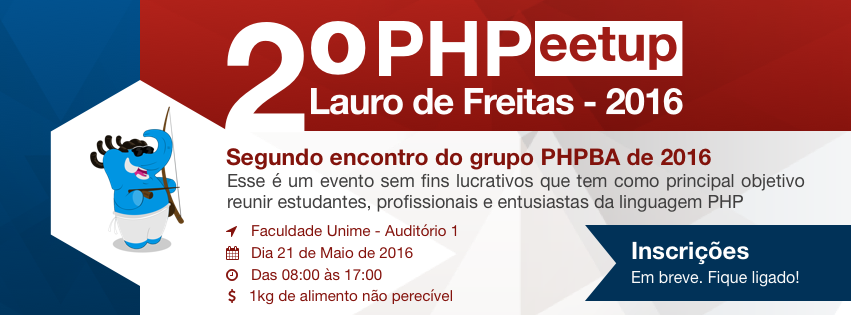 2º PHPeetup
Lauro de Freitas - 2016
Segundo encontro do grupo PHPBA de 2016
Esse é um evento sem fins lucrativos que tem como principal objetivo
reunir estudantes, profissionais e entusiastas da linguagem PHP
Faculdade Unime - Auditório 1
Dia 21 de Maio de 2016
Das 08:00 às 17:00
$ 1kg de alimento não perecível
Inscrições
Em breve. Fique ligado!